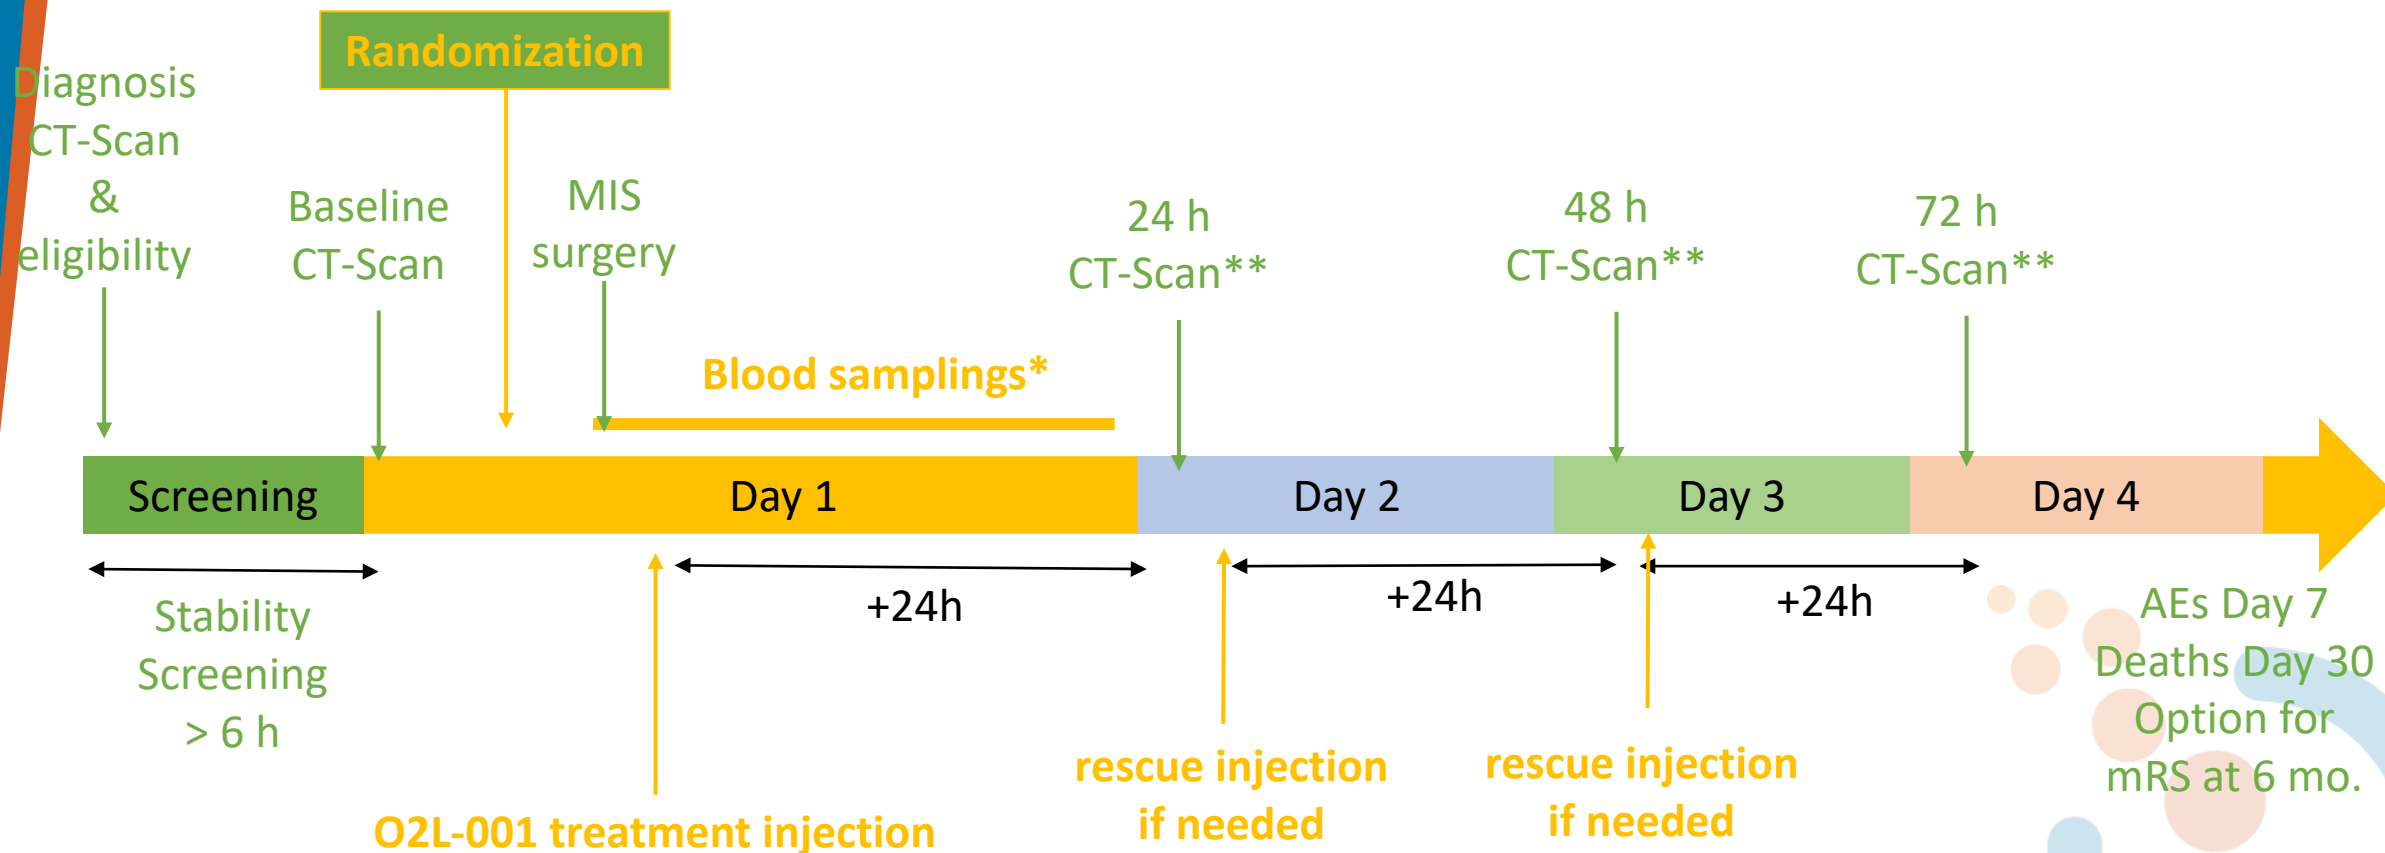 Randomization
Diagnosis
CT-Scan
&
eligibility
Baseline
CT-Scan
MIS
surgery
24 h
CT-Scan**
48 h
CT-Scan**
72 h
CT-Scan**
Blood samplings*
Screening
Day 1
Day 2
Day 3
Day 4
+24h
+24h
+24h
Stability
Screening
> 6 h
O2L-001 treatment injection
rescue injection
if needed
rescue injection
if needed
AEs Day 7
Deaths Day 30
Option for
mRS at 6 mo.